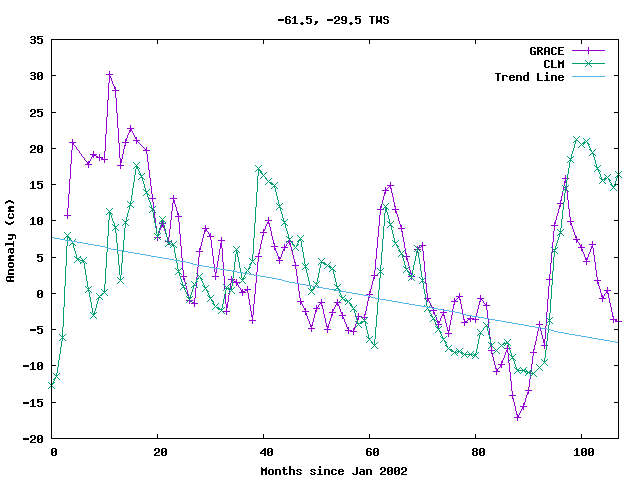 -61.5, -29.5 TWS
GRACE
CLM
Trend Line
35
30
25
20
15
10
5
0
-5
-10
-15
-20
Anomaly (cm)
0 20 40 60 80 100
Months since Jan 2002